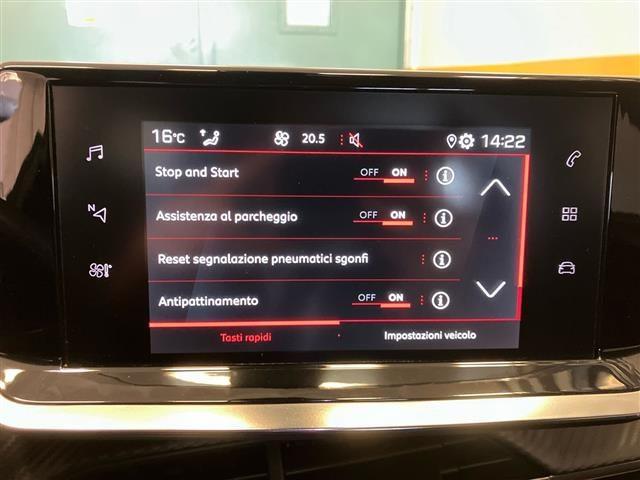 16°C 20.5 14:22
Stop and Start OFF ON
Assistenza al parcheggio OFF ON
N
Reset segnalazione pneumatici sgonfi
Antipattinamento OFF ON
Tasti rapidi Impostazioni veicolo